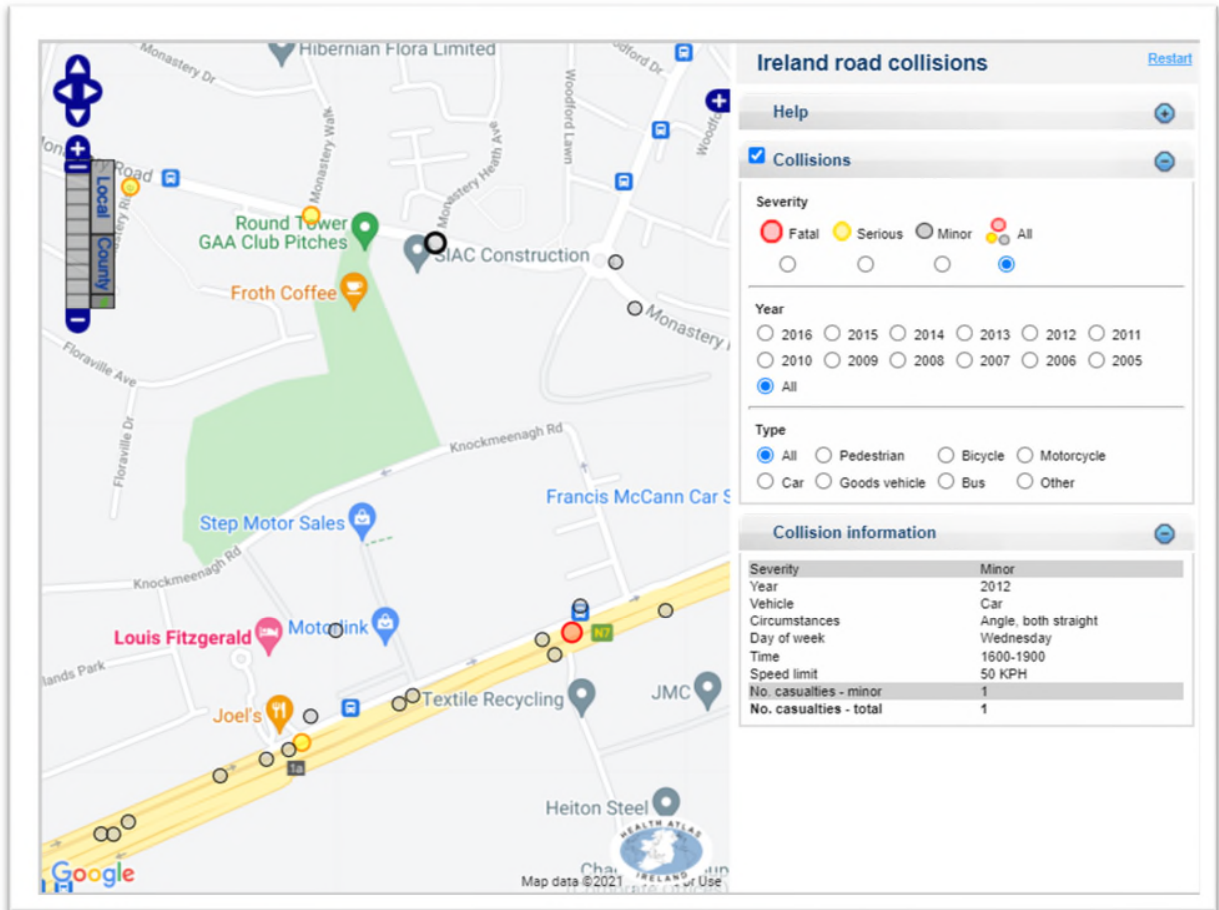 Hibernian Flora Limited
Monastery Dr
Monastery Walk
Monastery Heath Ave
Woodford Lawn
Road
Local
County
Round Tower
GAA Club Pitches
SIAC Construction
Froth Coffee
Monastery
Floraville Ave
Floraville Dr
Knockmeenagh Rd
Francis McCann Car S
Step Motor Sales
Knockmeenagh Rd
Louis Fitzgerald
Motorlink
N7
lands Park
Textile Recycling
JMC
Joel's
1a
Heiton Steel
HEALTH ATLAS
IRELAND
Google
Map data ©2021
or Use
Ireland road collisions
Restart
Help
Collisions
Severity
Fatal Serious Minor All
Year
2016 2015 2014 2013 2012 2011
2010 2009 2008 2007 2006 2005
All
Type
All Pedestrian Bicycle Motorcycle
Car Goods vehicle Bus Other
Collision information
Severity Minor
Year 2012
Vehicle Car
Circumstances Angle, both straight
Day of week Wednesday
Time 1600-1900
Speed limit 50 KPH
No. casualties - minor 1
No. casualties - total 1